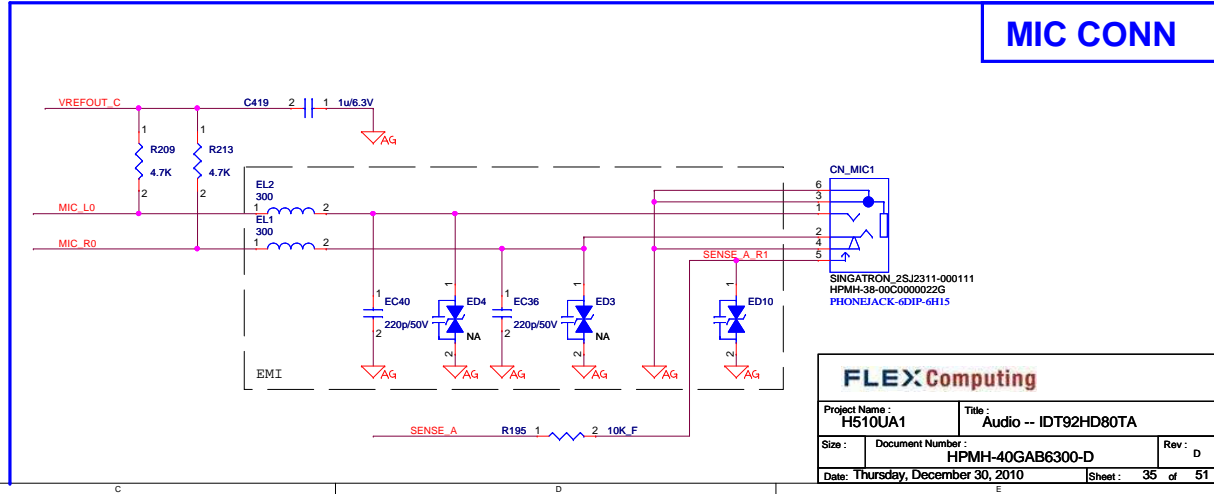 MIC CONN
VREFOUT_C
C419 2 1 1u/6.3V
AG
1 1
R209 R213
4.7K 4.7K
2 2
CN_MIC1
EL2
300
MIC_L0 1 2
EL1
300
MIC_R0 1 2
6
3
1
2
4
SENSE_A_R1 5
SINGATRON_2SJ2311-000111
HPMH-38-00C0000022G
PHONEJACK-6DIP-6H15
1 1 1 1 1
EC40 ED4 EC36 ED3 ED10
220p/50V NA 220p/50V NA
2 2 2 2 2
EMI AG AG AG AG AG AG
SENSE_A R195 1 2 10K_F
FLEXComputing
Project Name : Title :
H510UA1 Audio -- IDT92HD80TA
Size : Document Number : Rev :
HPMH-40GAB6300-D D
Date: Thursday, December 30, 2010 Sheet : 35 of 51
C D E